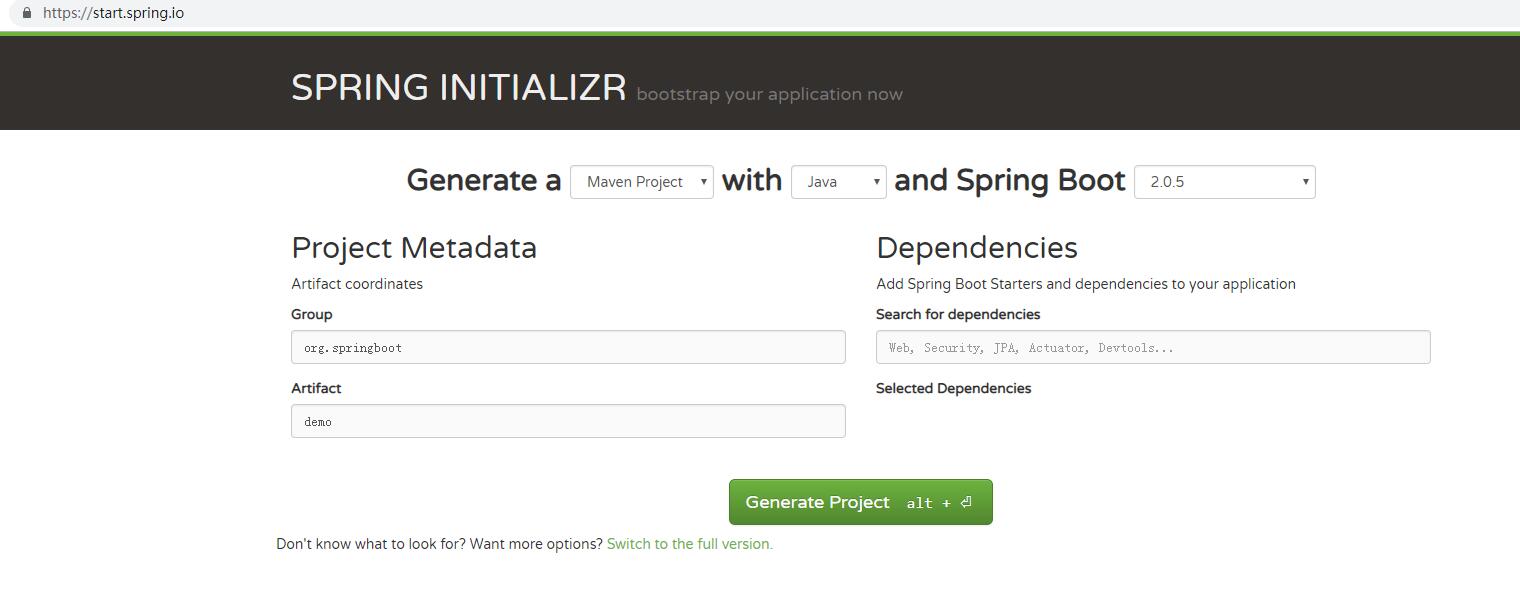 https://start.spring.io
SPRING INITIALIZR bootstrap your application now
Generate a Maven Project with Java and Spring Boot 2.0.5
Project Metadata
Artifact coordinates
Group
org.springboot
Artifact
demo
Dependencies
Add Spring Boot Starters and dependencies to your application
Search for dependencies
Web, Security, JPA, Actuator, Devtools...
Selected Dependencies
Generate Project alt + ⏎
Don't know what to look for? Want more options? Switch to the full version.